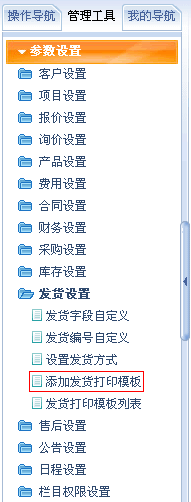 操作导航 管理工具 我的导航
参数设置
客户设置
项目设置
报价设置
询价设置
产品设置
费用设置
合同设置
财务设置
采购设置
库存设置
发货设置
发货字段自定义
发货编号自定义
设置发货方式
添加发货打印模板
发货打印模板列表
售后设置
公告设置
日程设置
栏目权限设置